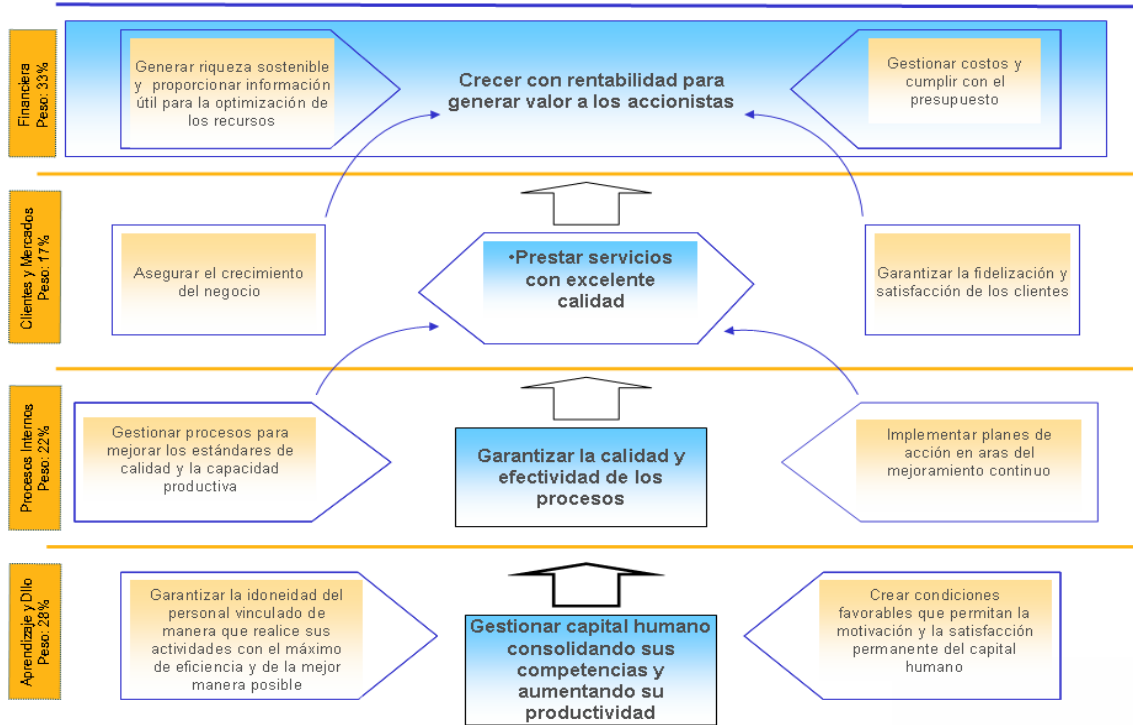 Financiera
Peso: 33%
Generar riqueza sostenible
y proporcionar información
útil para la optimización de
los recursos
Crecer con rentabilidad para
generar valor a los accionistas
Gestionar costos y
cumplir con el
presupuesto
Clientes y Mercados
Peso: 17%
Asegurar el crecimiento
del negocio
•Prestar servicios
con excelente
calidad
Garantizar la fidelización y
satisfacción de los clientes
Procesos Internos
Peso: 22%
Gestionar procesos para
mejorar los estándares de
calidad y la capacidad
productiva
Garantizar la calidad y
efectividad de los
procesos
Implementar planes de
acción en aras del
mejoramiento continuo
Aprendizaje y Dllo
Peso: 28%
Garantizar la idoneidad del
personal vinculado de
manera que realice sus
actividades con el máximo
de eficiencia y de la mejor
manera posible
Gestionar capital humano
consolidando sus
competencias y
aumentando su
productividad
Crear condiciones
favorables que permitan la
motivación y la satisfacción
permanente del capital
humano